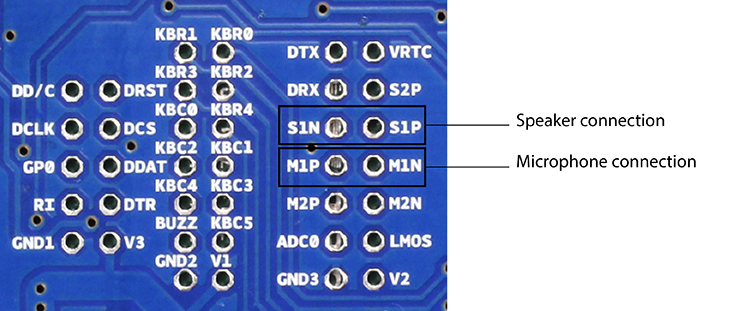 KBR1 KBR0
DTX VRTC
KBR3 KBR2
DD/C DRST DRX S2P
KBC0 KBR4
DCLK DCS S1N S1P Speaker connection
KBC2 KBC1
GP0 DDAT M1P M1N Microphone connection
KBC4 KBC3
RI DTR M2P M2N
BUZZ KBC5
GND1 V3 ADC0 LMOS
GND2 V1
GND3 V2